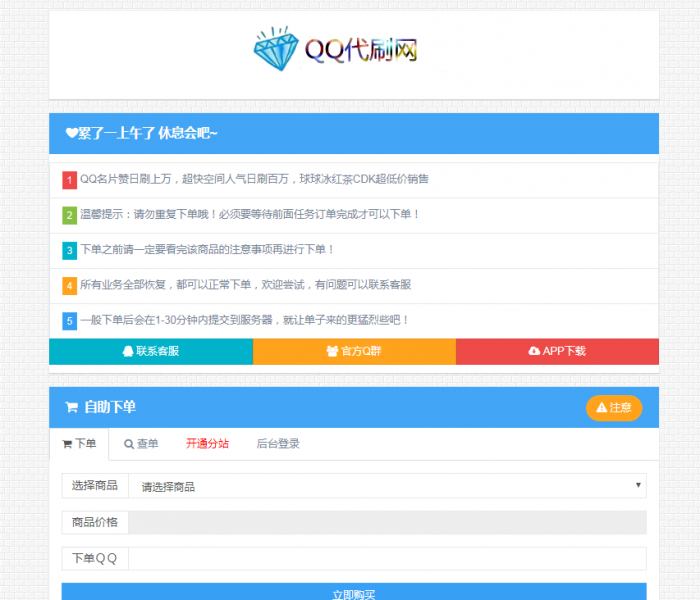 QQ代刷网
累了一上午了 休息会吧~
1 QQ名片赞日刷上万，超快空间人气日刷百万，球球冰红茶CDK超低价销售
2 温馨提示：请勿重复下单哦！必须要等待前面任务订单完成才可以下单！
3 下单之前请一定要看完该商品的注意事项再进行下单！
4 所有业务全部恢复，都可以正常下单，欢迎尝试，有问题可以联系客服
5 一般下单后会在1-30分钟内提交到服务器，就让单子来的更猛烈些吧！
联系客服 官方Q群 APP下载
自助下单 注意
下单 查单 开通分站 后台登录
选择商品 请选择商品
商品价格
下单ＱＱ
立即购买